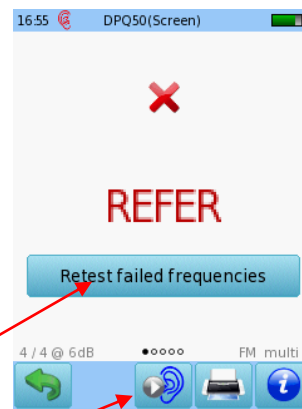 16:55 DPQ50(Screen)
REFER
Retest failed frequencies
4/4 @ 6dB FM multi
i